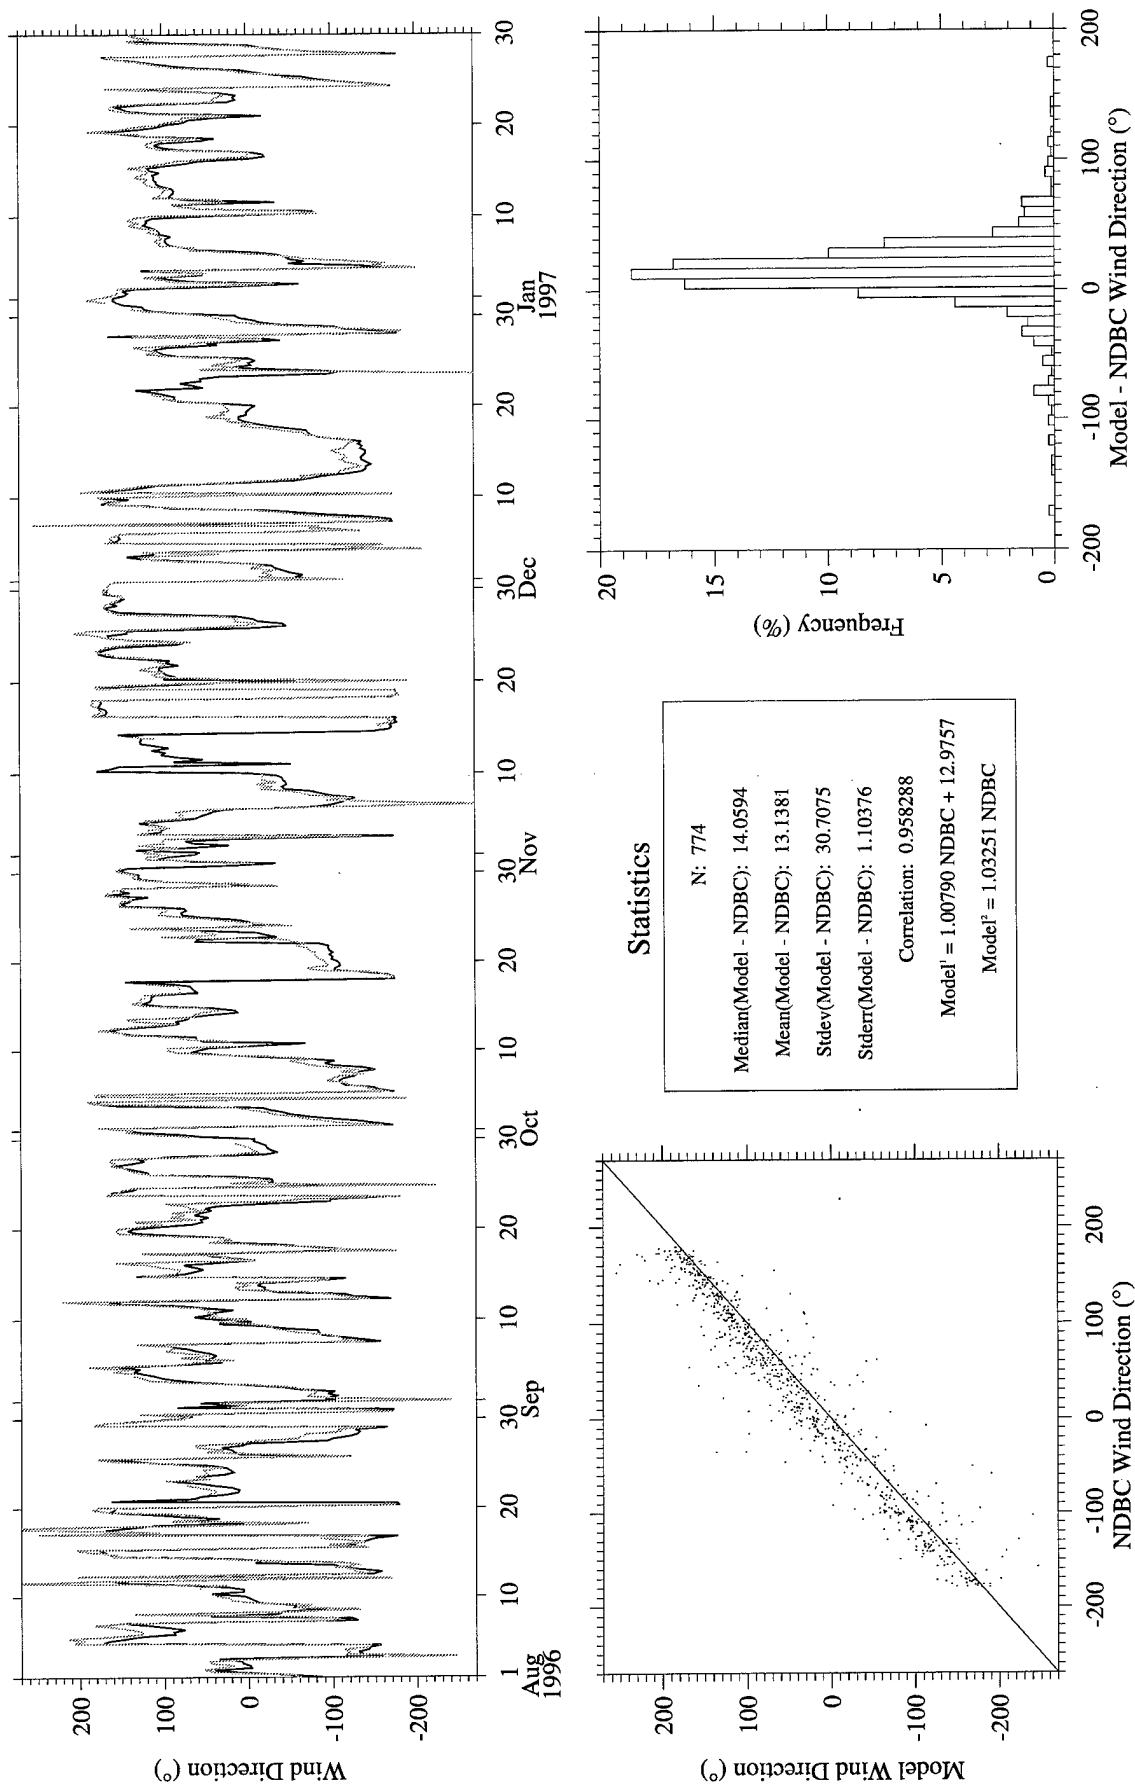 Wind Direction (°)
200
100
0
-100
-200
1 10 20 30 10 20 30 10 20 30 10 20 30 10 20 30 10 20 30
Aug Sep Oct Nov Dec Jan
1996 1997
Model Wind Direction (°)
200
100
0
-100
-200
-200 -100 0 100 200
NDBC Wind Direction (°)
Statistics
N: 774
Median(Model - NDBC): 14.0594
Mean(Model - NDBC): 13.1381
Stdev(Model - NDBC): 30.7075
Stderr(Model - NDBC): 1.10376
Correlation: 0.958288
Model¹ = 1.00790 NDBC + 12.9757
Model² = 1.03251 NDBC
Frequency (%)
20
15
10
5
0
-200 -100 0 100 200
Model - NDBC Wind Direction (°)